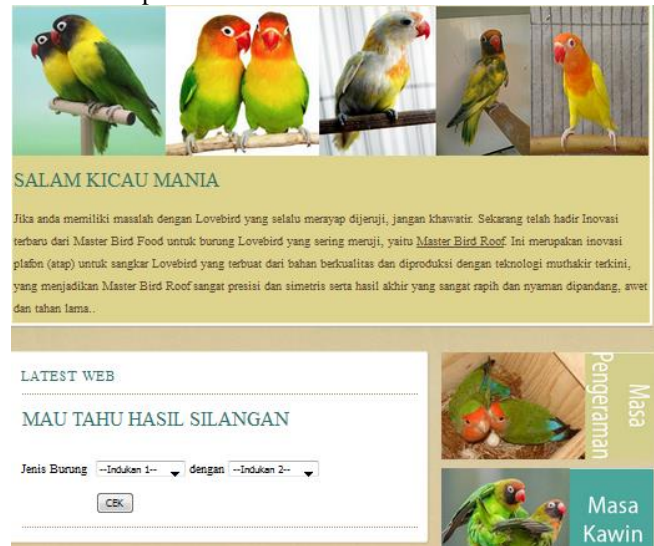 SALAM KICAU MANIA
Jika anda memiliki masalah dengan Lovebird yang selalu merayap dijeruji, jangan khawatir. Sekarang telah hadir Inovasi
terbaru dari Master Bird Food untuk burung Lovebird yang sering meruji, yaitu Master Bird Roof. Ini merupakan inovasi
plafon (atap) untuk sangkar Lovebird yang terbuat dari bahan berkualitas dan diproduksi dengan teknologi muthakir terkini,
yang menjadikan Master Bird Roof sangat presisi dan simetris serta hasil akhir yang sangat rapih dan nyaman dipandang, awet
dan tahan lama..
LATEST WEB
MAU TAHU HASIL SILANGAN
Jenis Burung --Indukan 1-- dengan --Indukan 2--
CEK
Masa
Pengeraman
Masa
Kawin